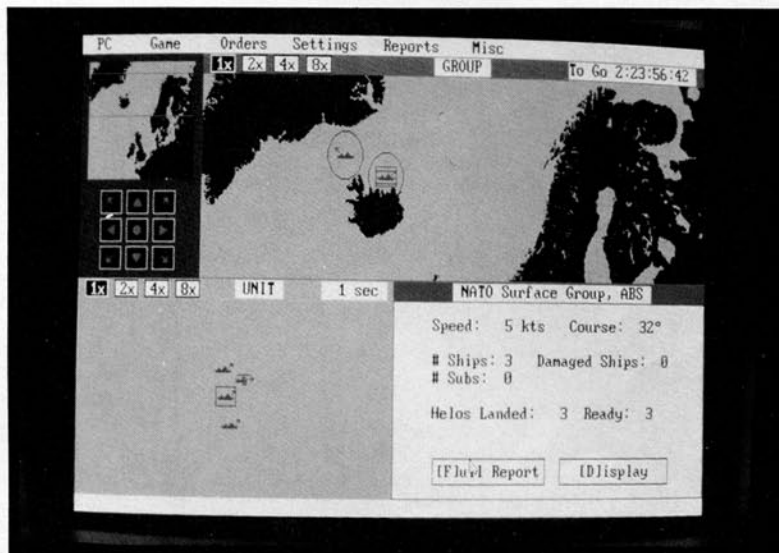 PC Game Orders Settings Reports Misc
1x 2x 4x 8x GROUP To Go 2:23:56:42
1x 2x 4x 8x UNIT 1 sec NATO Surface Group, ABS
Speed: 5 kts Course: 32°
# Ships: 3 Damaged Ships: 0
# Subs: 0
Helos Landed: 3 Ready: 3
Report [D]isplay